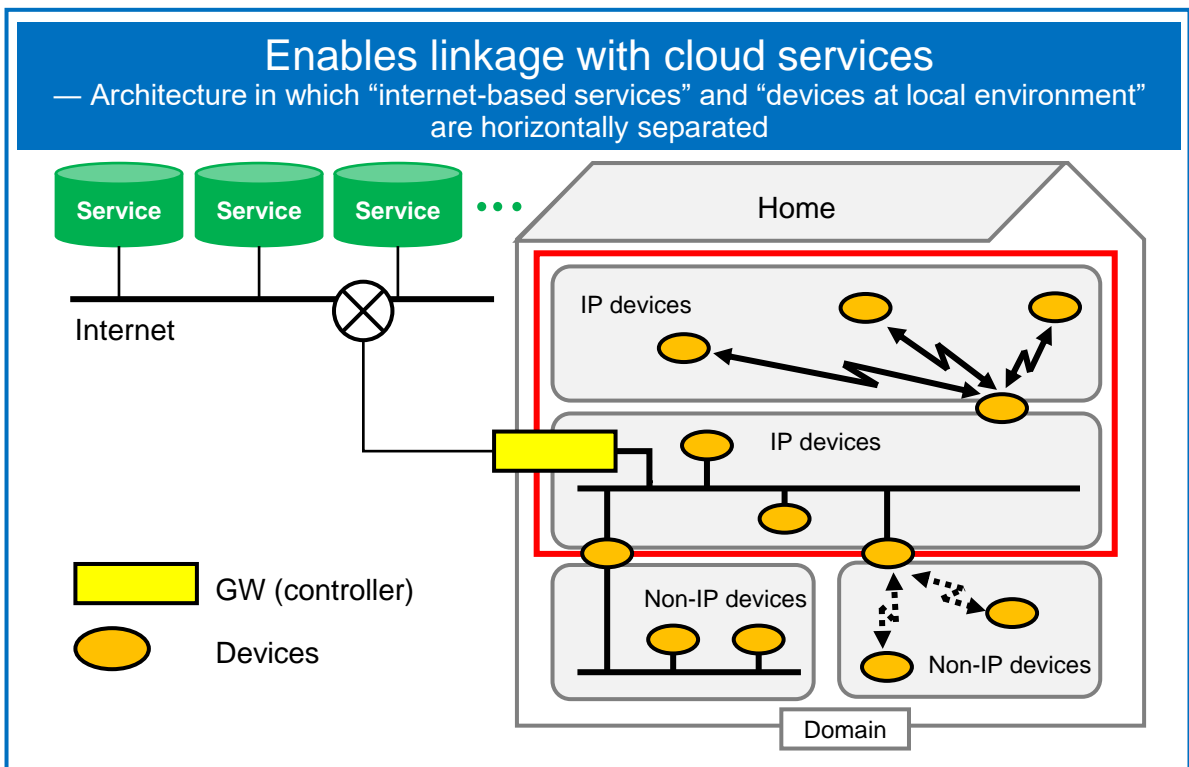 Enables linkage with cloud services
— Architecture in which “internet-based services” and “devices at local environment”
are horizontally separated
Service
Service
Service
Home
IP devices
Internet
IP devices
GW (controller)
Non-IP devices
Devices
Non-IP devices
Domain